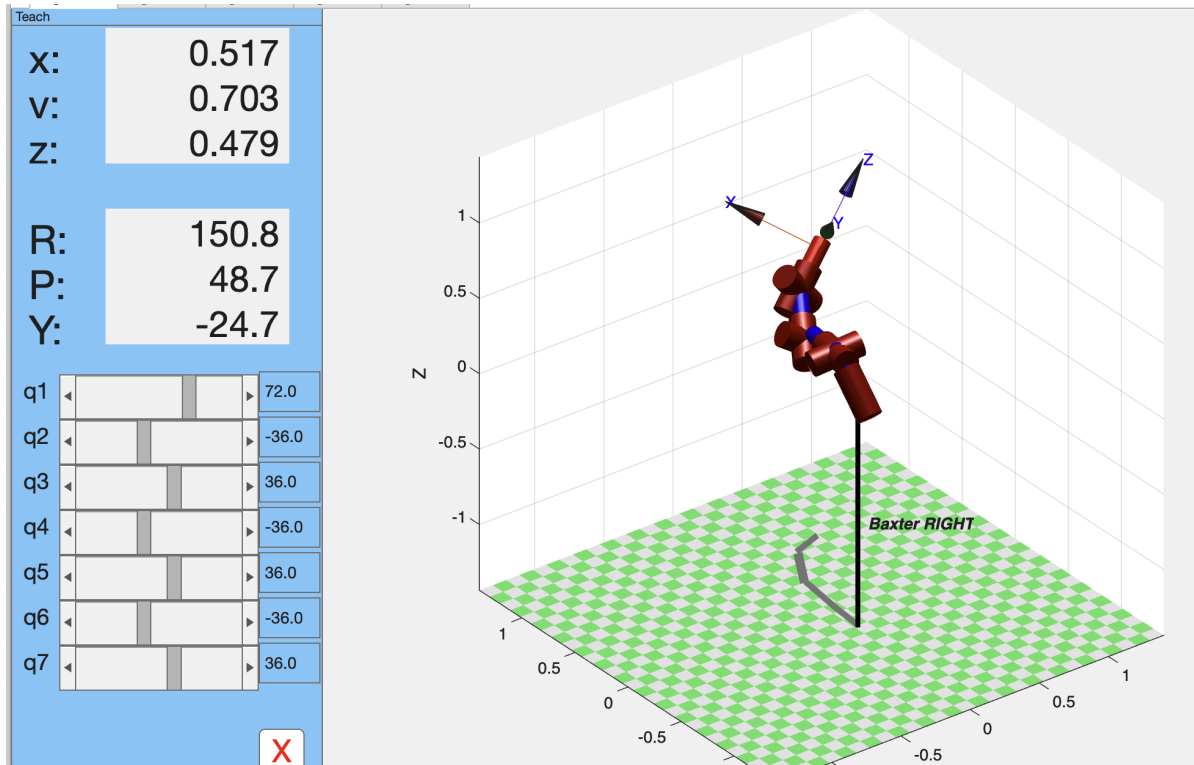 Teach
x: 0.517
y: 0.703
z: 0.479
R: 150.8
P: 48.7
Y: -24.7
q1 72.0
q2 -36.0
q3 36.0
q4 -36.0
q5 36.0
q6 -36.0
q7 36.0
X
X
Z
Y
1
0.5
0
-0.5
-1
Z
Baxter RIGHT
1
0.5
0
-0.5
1
0.5
0
-0.5